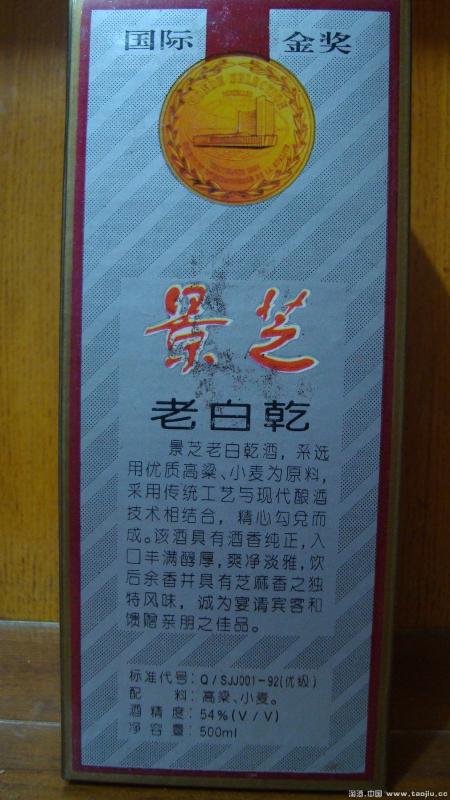 国际 金奖
景芝
老白乾
景芝老白乾酒，系选
用优质高粱、小麦为原料，
采用传统工艺与现代酿酒
技术相结合，精心勾兑而
成。该酒具有酒香纯正，入
口丰满醇厚，爽净淡雅，饮
后余香并具有芝麻香之独
特风味，诚为宴请宾客和
馈赠亲朋之佳品。
标准代号：Q/SJJ001-92(优级)
配 料：高粱、小麦。
酒精度：54%(V/V)
净容量：500ml
淘酒.中国 www.taojiu.cc